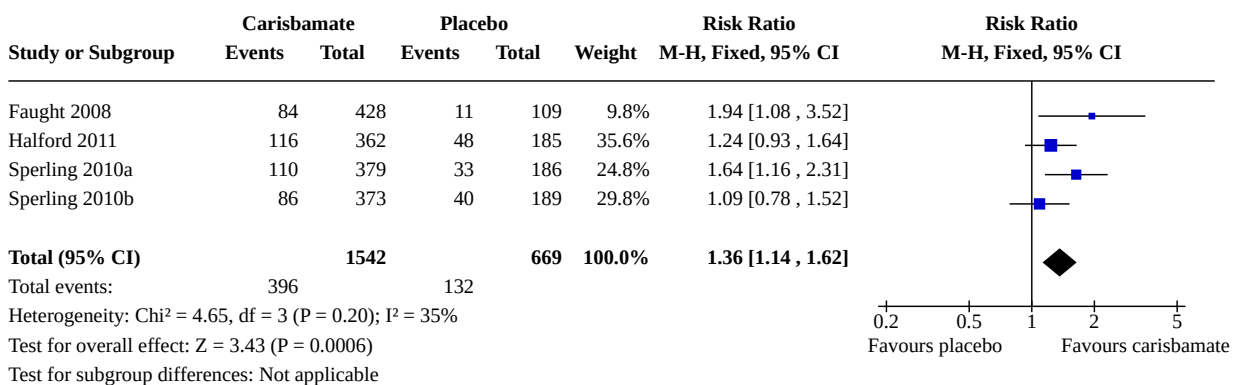 Carisbamate Placebo Risk Ratio Risk Ratio
Study or Subgroup Events Total Events Total Weight M-H, Fixed, 95% CI M-H, Fixed, 95% CI
Faught 2008 84 428 11 109 9.8% 1.94 [1.08 , 3.52]
Halford 2011 116 362 48 185 35.6% 1.24 [0.93 , 1.64]
Sperling 2010a 110 379 33 186 24.8% 1.64 [1.16 , 2.31]
Sperling 2010b 86 373 40 189 29.8% 1.09 [0.78 , 1.52]
Total (95% CI) 1542 669 100.0% 1.36 [1.14 , 1.62]
Total events: 396 132
Heterogeneity: Chi² = 4.65, df = 3 (P = 0.20); I² = 35%
0.2 0.5 1 2 5
Test for overall effect: Z = 3.43 (P = 0.0006)
Favours placebo Favours carisbamate
Test for subgroup differences: Not applicable